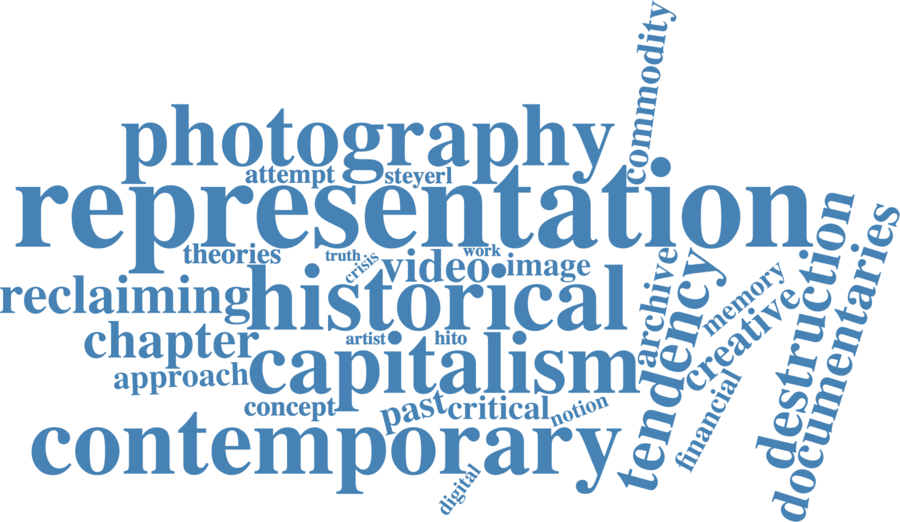 commodity
photography
attempt
steyerl
representation
theories
truth
crisis
video
work
image
reclaiming
historical
archive
tendency
memory
creative
destruction
documentaries
chapter
artist
hito
approach
capitalism
financial
concept
past
critical
notion
contemporary
digital